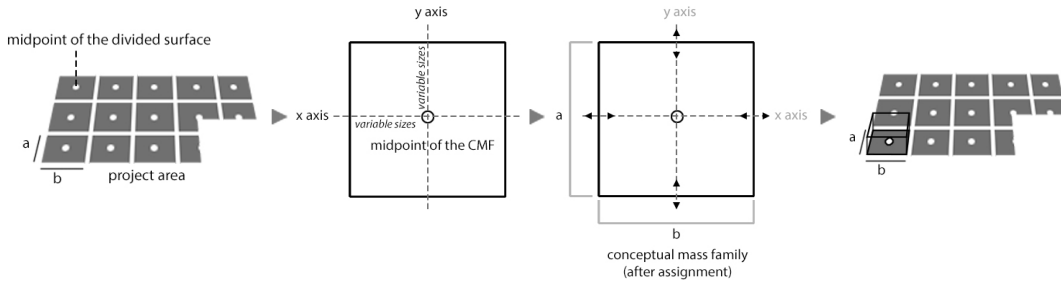 midpoint of the divided surface
a
b
project area
y axis
variable sizes
x axis
variable sizes
midpoint of the CMF
y axis
a
x axis
b
conceptual mass family
(after assignment)
a
b